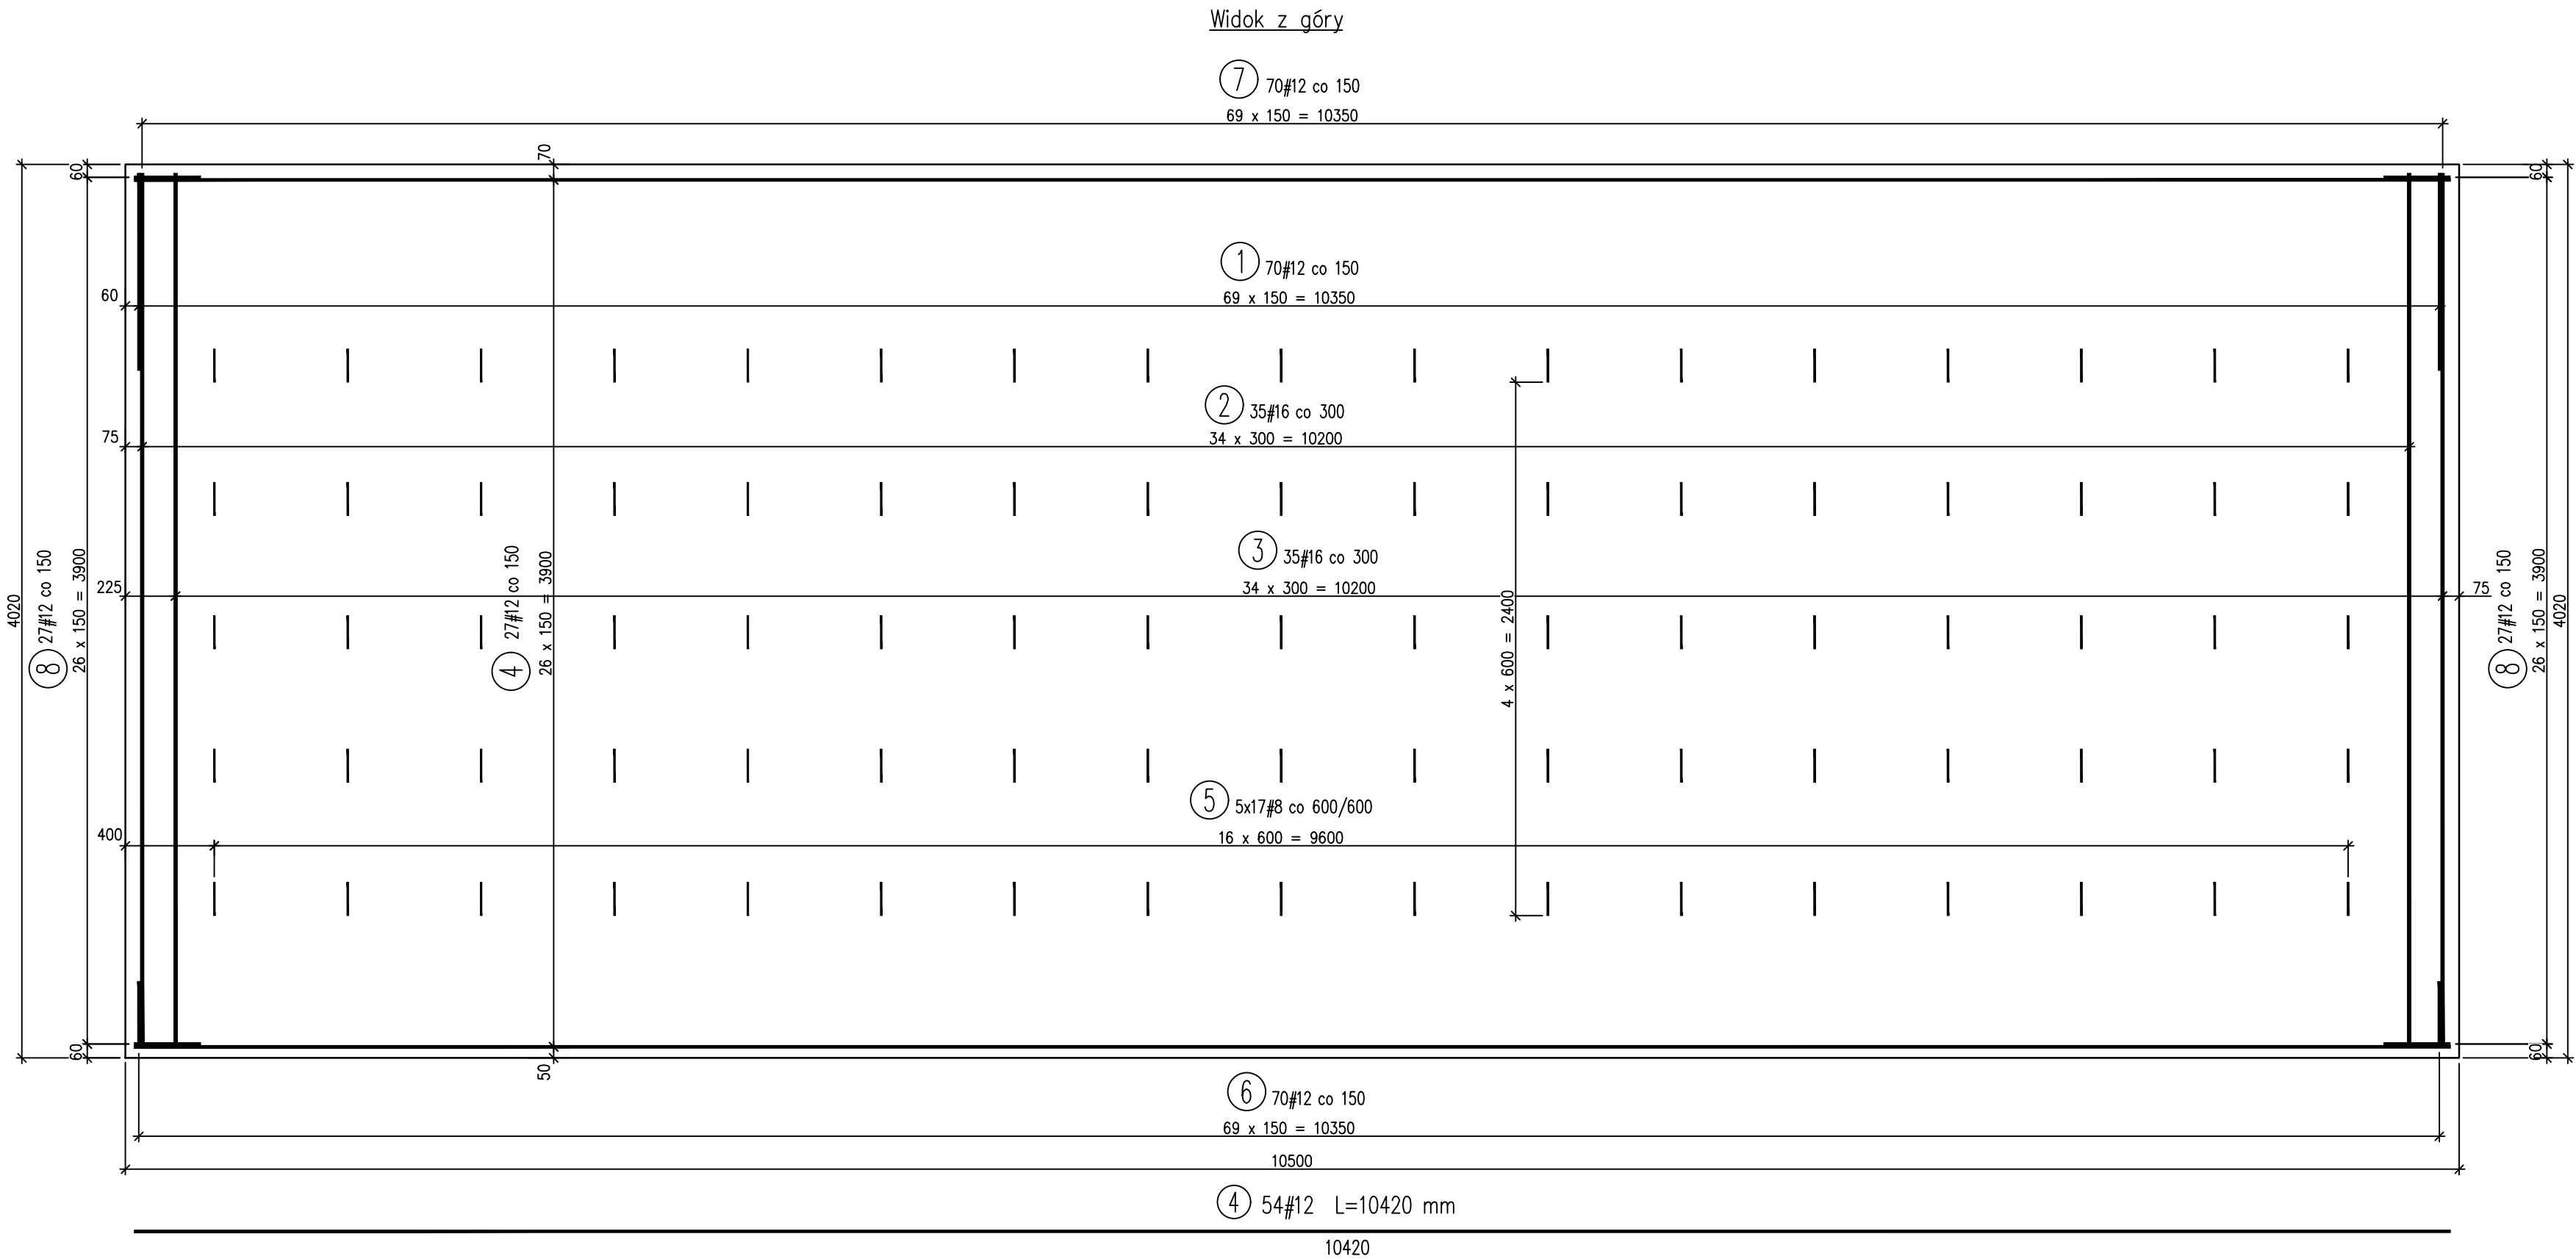 Widok z góry
7 70#12 co 150
69 x 150 = 10350
60
70
60
1 70#12 co 150
69 x 150 = 10350
60
2 35#16 co 300
34 x 300 = 10200
75
3 35#16 co 300
34 x 300 = 10200
225
75
4020
8 27#12 co 150
26 x 150 = 3900
4 27#12 co 150
26 x 150 = 3900
4 x 600 = 2400
8 27#12 co 150
26 x 150 = 3900
4020
5 5x17#8 co 600/600
16 x 600 = 9600
400
60
50
60
6 70#12 co 150
69 x 150 = 10350
10500
4 54#12 L=10420 mm
10420